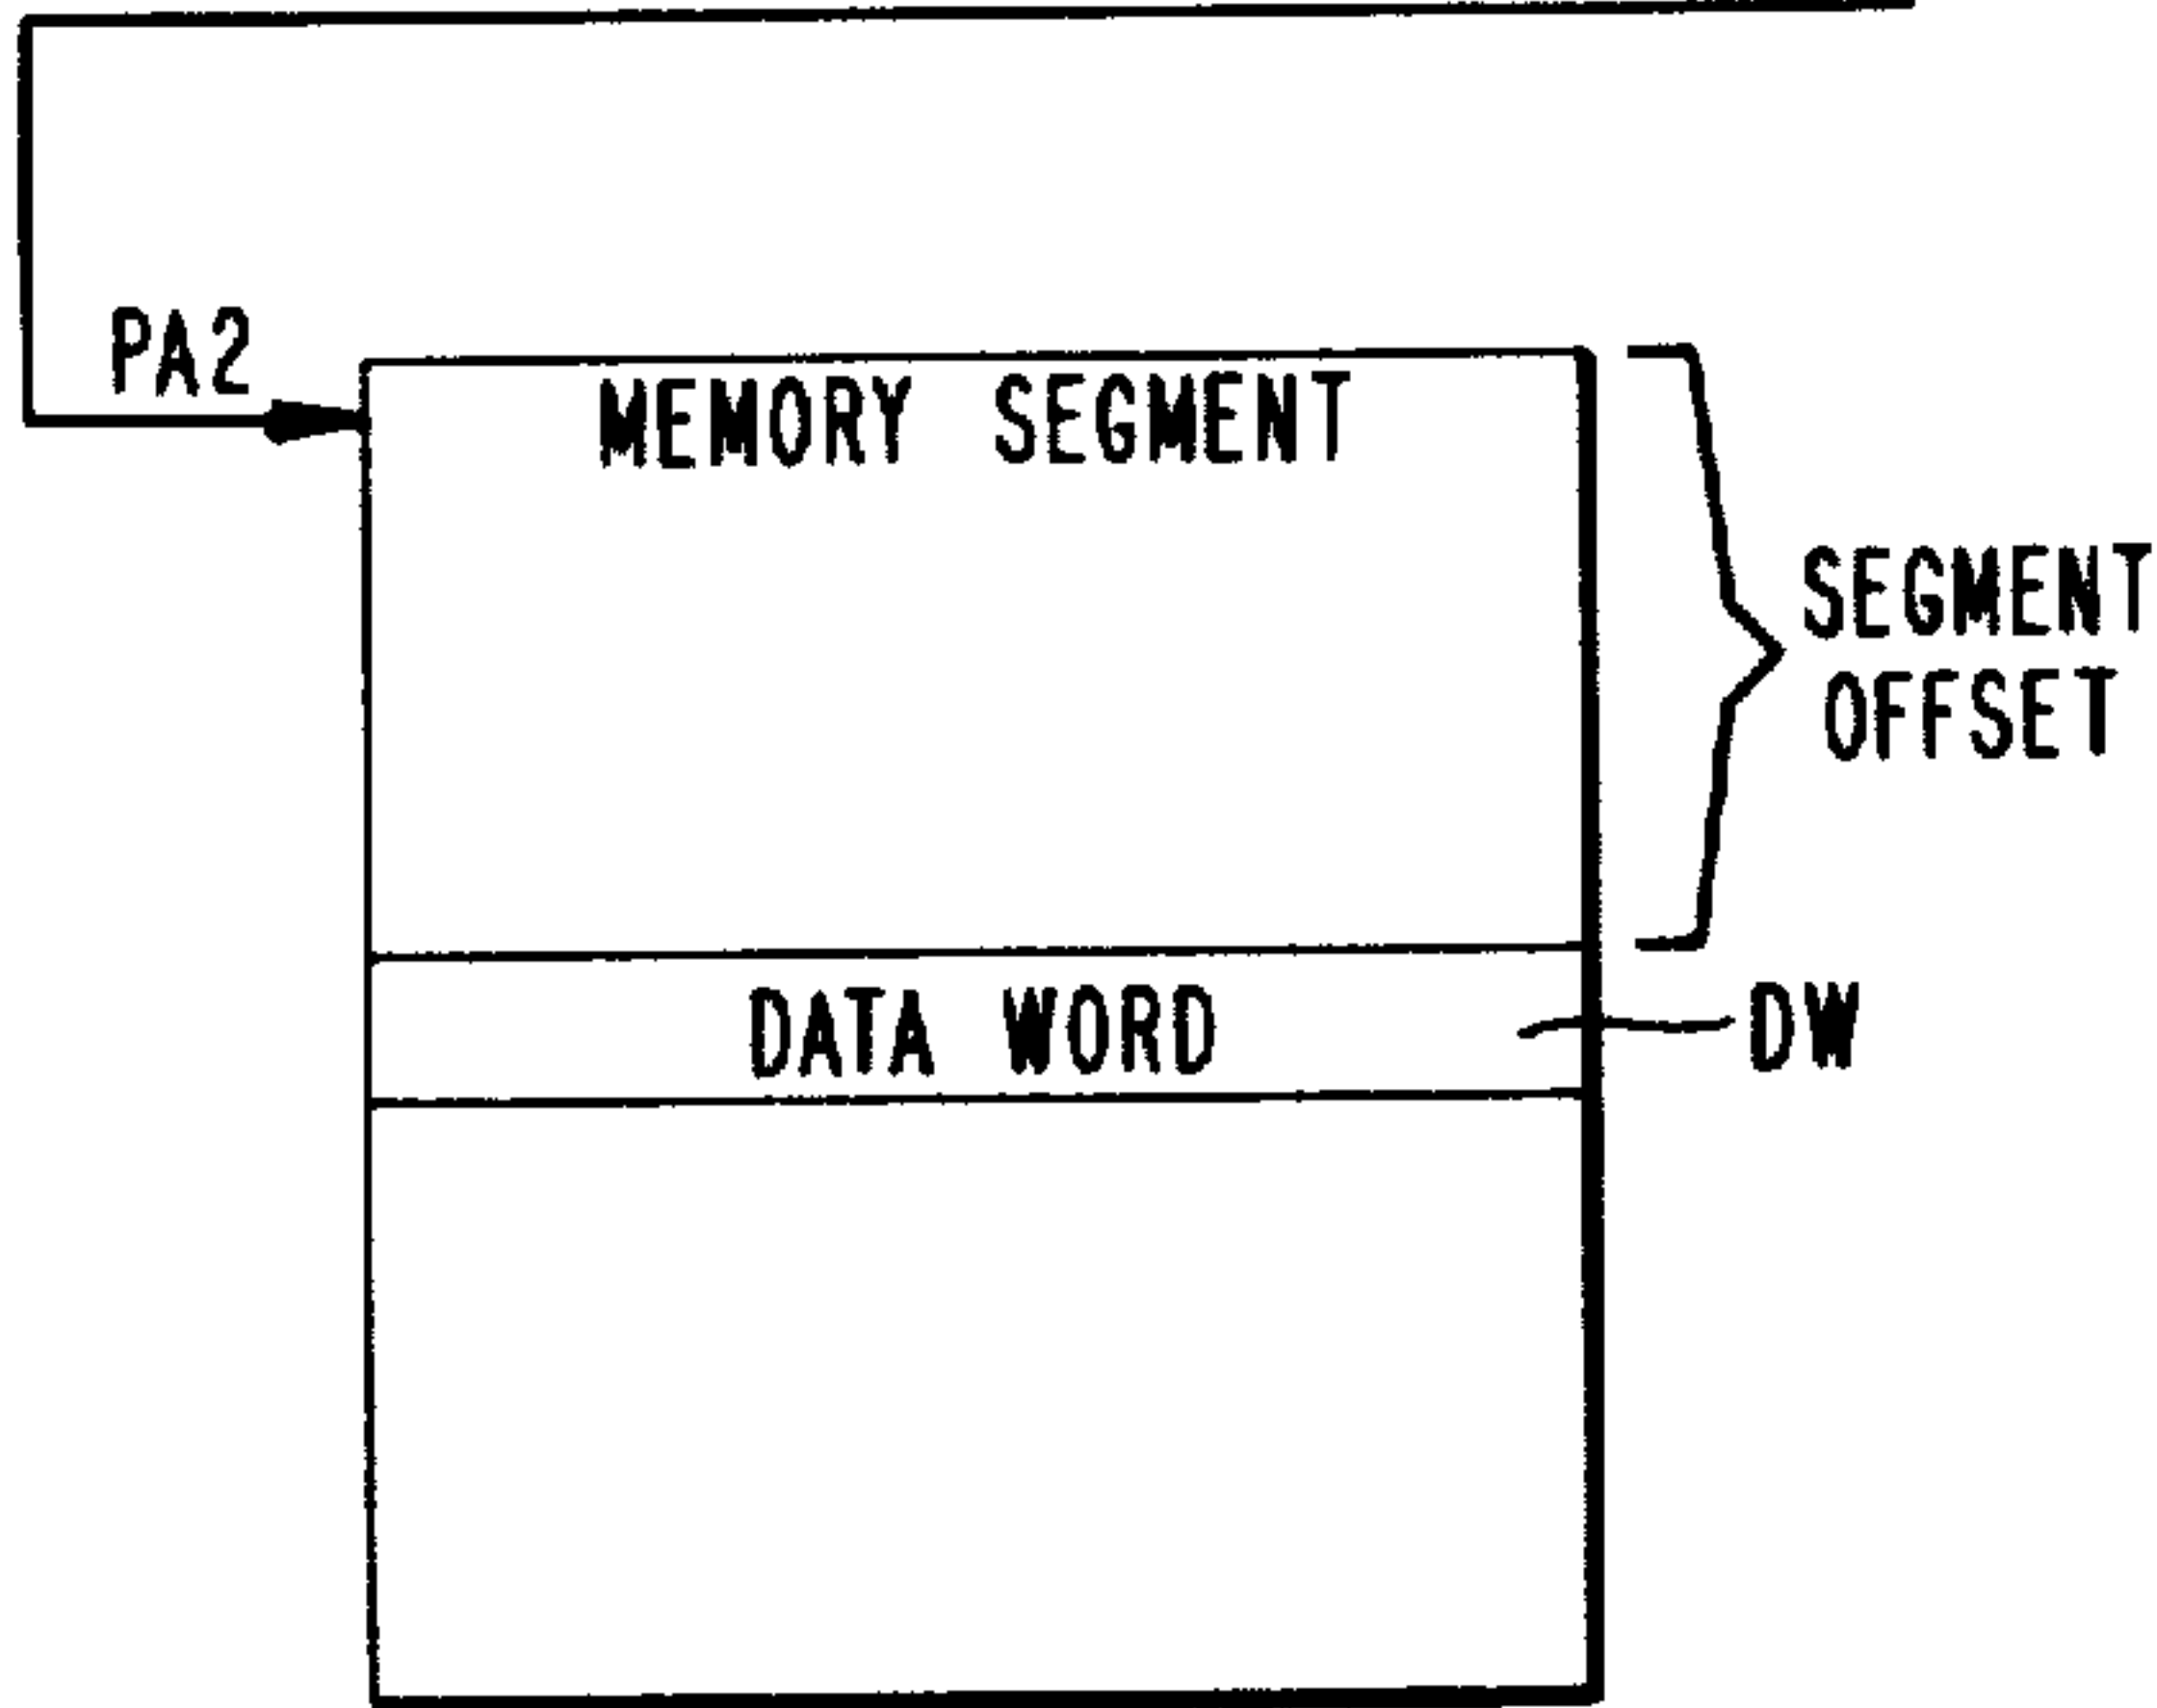 PA2
MEMORY SEGMENT
SEGMENT
OFFSET
DATA WORD
DW